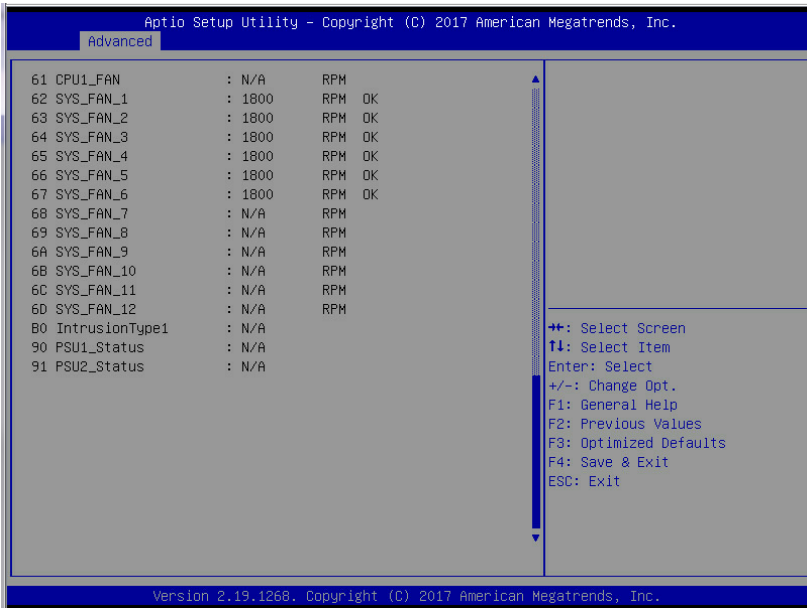 Aptio Setup Utility – Copyright (C) 2017 American Megatrends, Inc.
Advanced
61 CPU1_FAN : N/A RPM
62 SYS_FAN_1 : 1800 RPM OK
63 SYS_FAN_2 : 1800 RPM OK
64 SYS_FAN_3 : 1800 RPM OK
65 SYS_FAN_4 : 1800 RPM OK
66 SYS_FAN_5 : 1800 RPM OK
67 SYS_FAN_6 : 1800 RPM OK
68 SYS_FAN_7 : N/A RPM
69 SYS_FAN_8 : N/A RPM
6A SYS_FAN_9 : N/A RPM
6B SYS_FAN_10 : N/A RPM
6C SYS_FAN_11 : N/A RPM
6D SYS_FAN_12 : N/A RPM
B0 IntrusionType1 : N/A
90 PSU1_Status : N/A
91 PSU2_Status : N/A
→←: Select Screen
↑↓: Select Item
Enter: Select
+/-: Change Opt.
F1: General Help
F2: Previous Values
F3: Optimized Defaults
F4: Save & Exit
ESC: Exit
Version 2.19.1268. Copyright (C) 2017 American Megatrends, Inc.